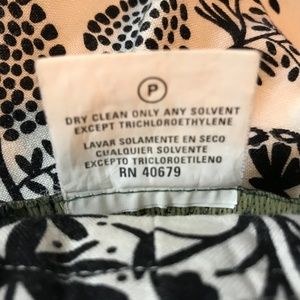 P
DRY CLEAN ONLY ANY SOLVENT
EXCEPT TRICHLOROETHYLENE
LAVAR SOLAMENTE EN SECO
CUALQUIER SOLVENTE
EXCEPTO TRICLOROETILENO
RN 40679